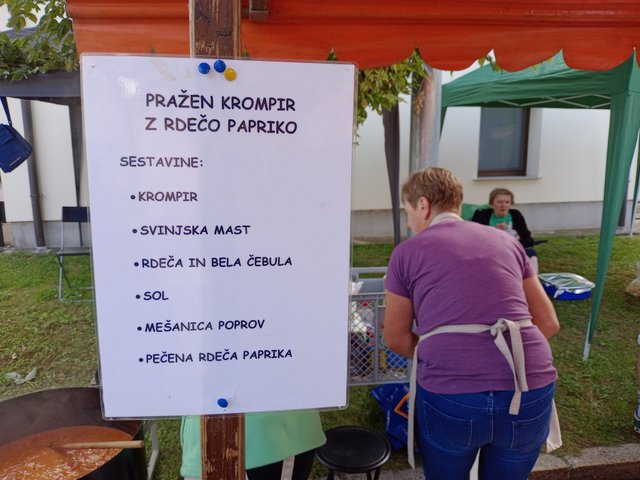 PRAŽEN KROMPIR
Z RDEČO PAPRIKO
SESTAVINE:
• KROMPIR
• SVINJSKA MAST
• RDEČA IN BELA ČEBULA
• SOL
• MEŠANICA POPROV
• PEČENA RDEČA PAPRIKA